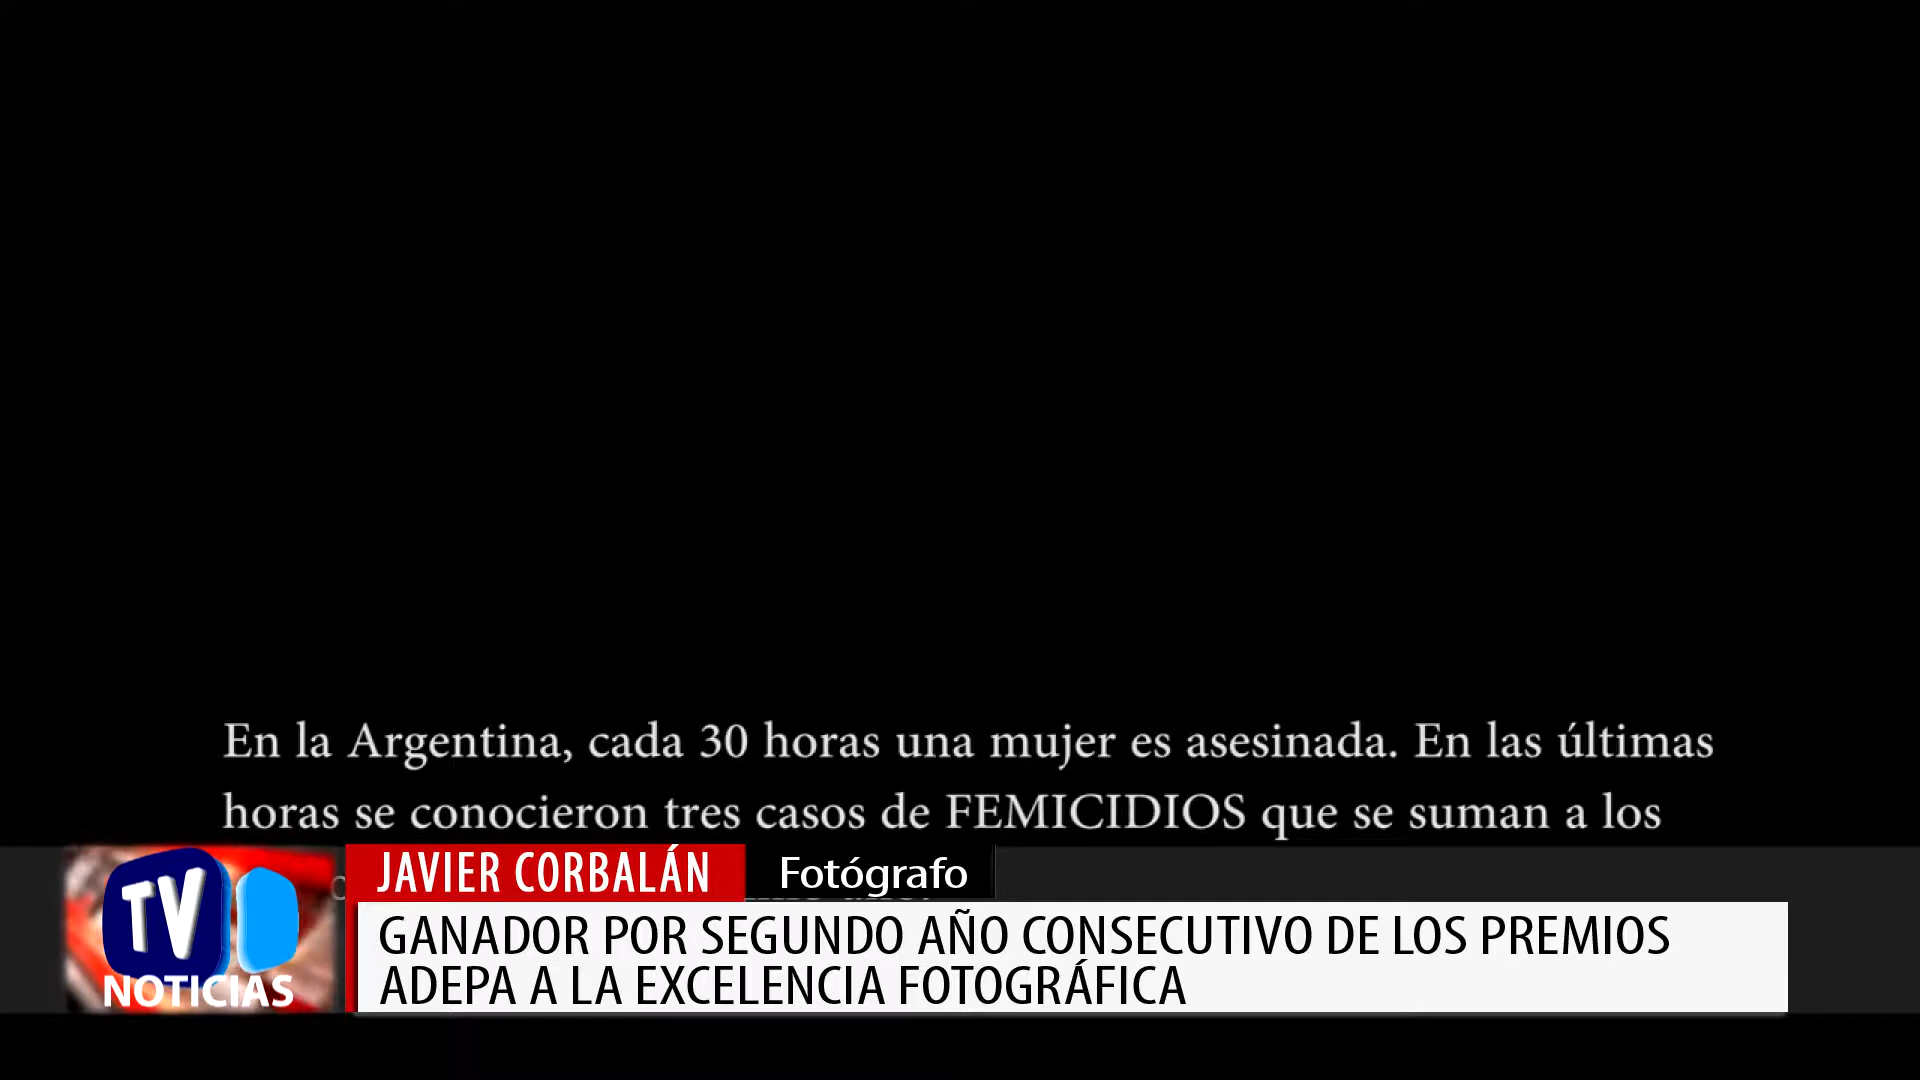 En la Argentina, cada 30 horas una mujer es asesinada. En las últimas
horas se conocieron tres casos de FEMICIDIOS que se suman a los
JAVIER CORBALÁN Fotógrafo
GANADOR POR SEGUNDO AÑO CONSECUTIVO DE LOS PREMIOS
ADEPA A LA EXCELENCIA FOTOGRÁFICA
TV
NOTICIAS